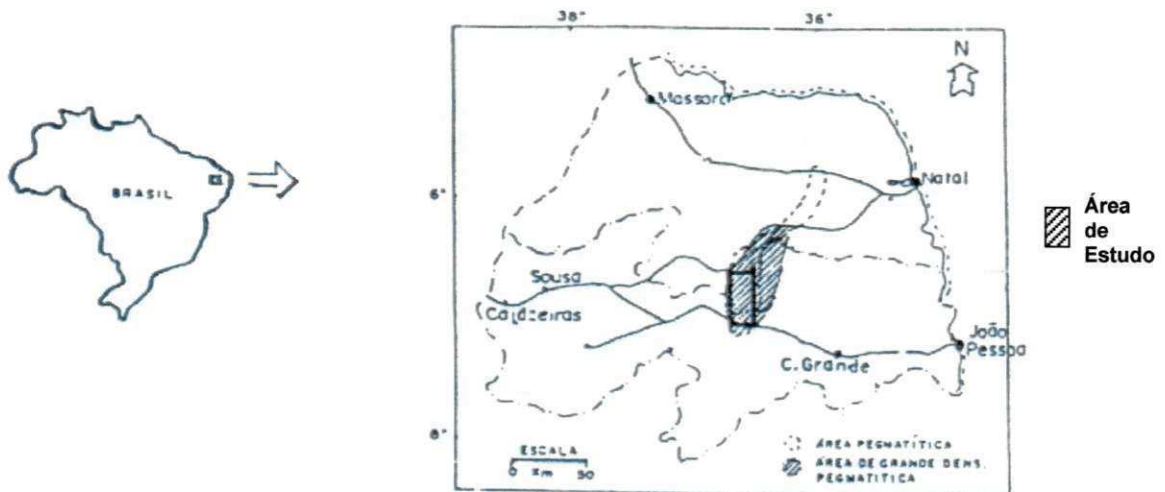 38° 36°
N
Mossoró
BRASIL
6°
Natal
Área
de
Estudo
Sousa
Cajazeiras
João
Pessoa
C. Grande
8°
ESCALA
0 Km 50
ÁREA PEGMATÍTICA
ÁREA DE GRANDE DENS.
PEGMATÍTICA